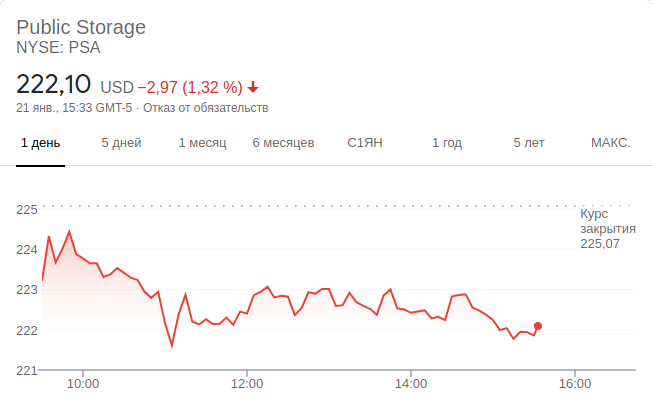 Public Storage
NYSE: PSA
222,10 USD −2,97 (1,32 %)
21 янв., 15:33 GMT-5 · Отказ от обязательств
1 день 5 дней 1 месяц 6 месяцев С1ЯН 1 год 5 лет МАКС.
225
Курс
закрытия
225,07
224
223
222
221
10:00 12:00 14:00 16:00